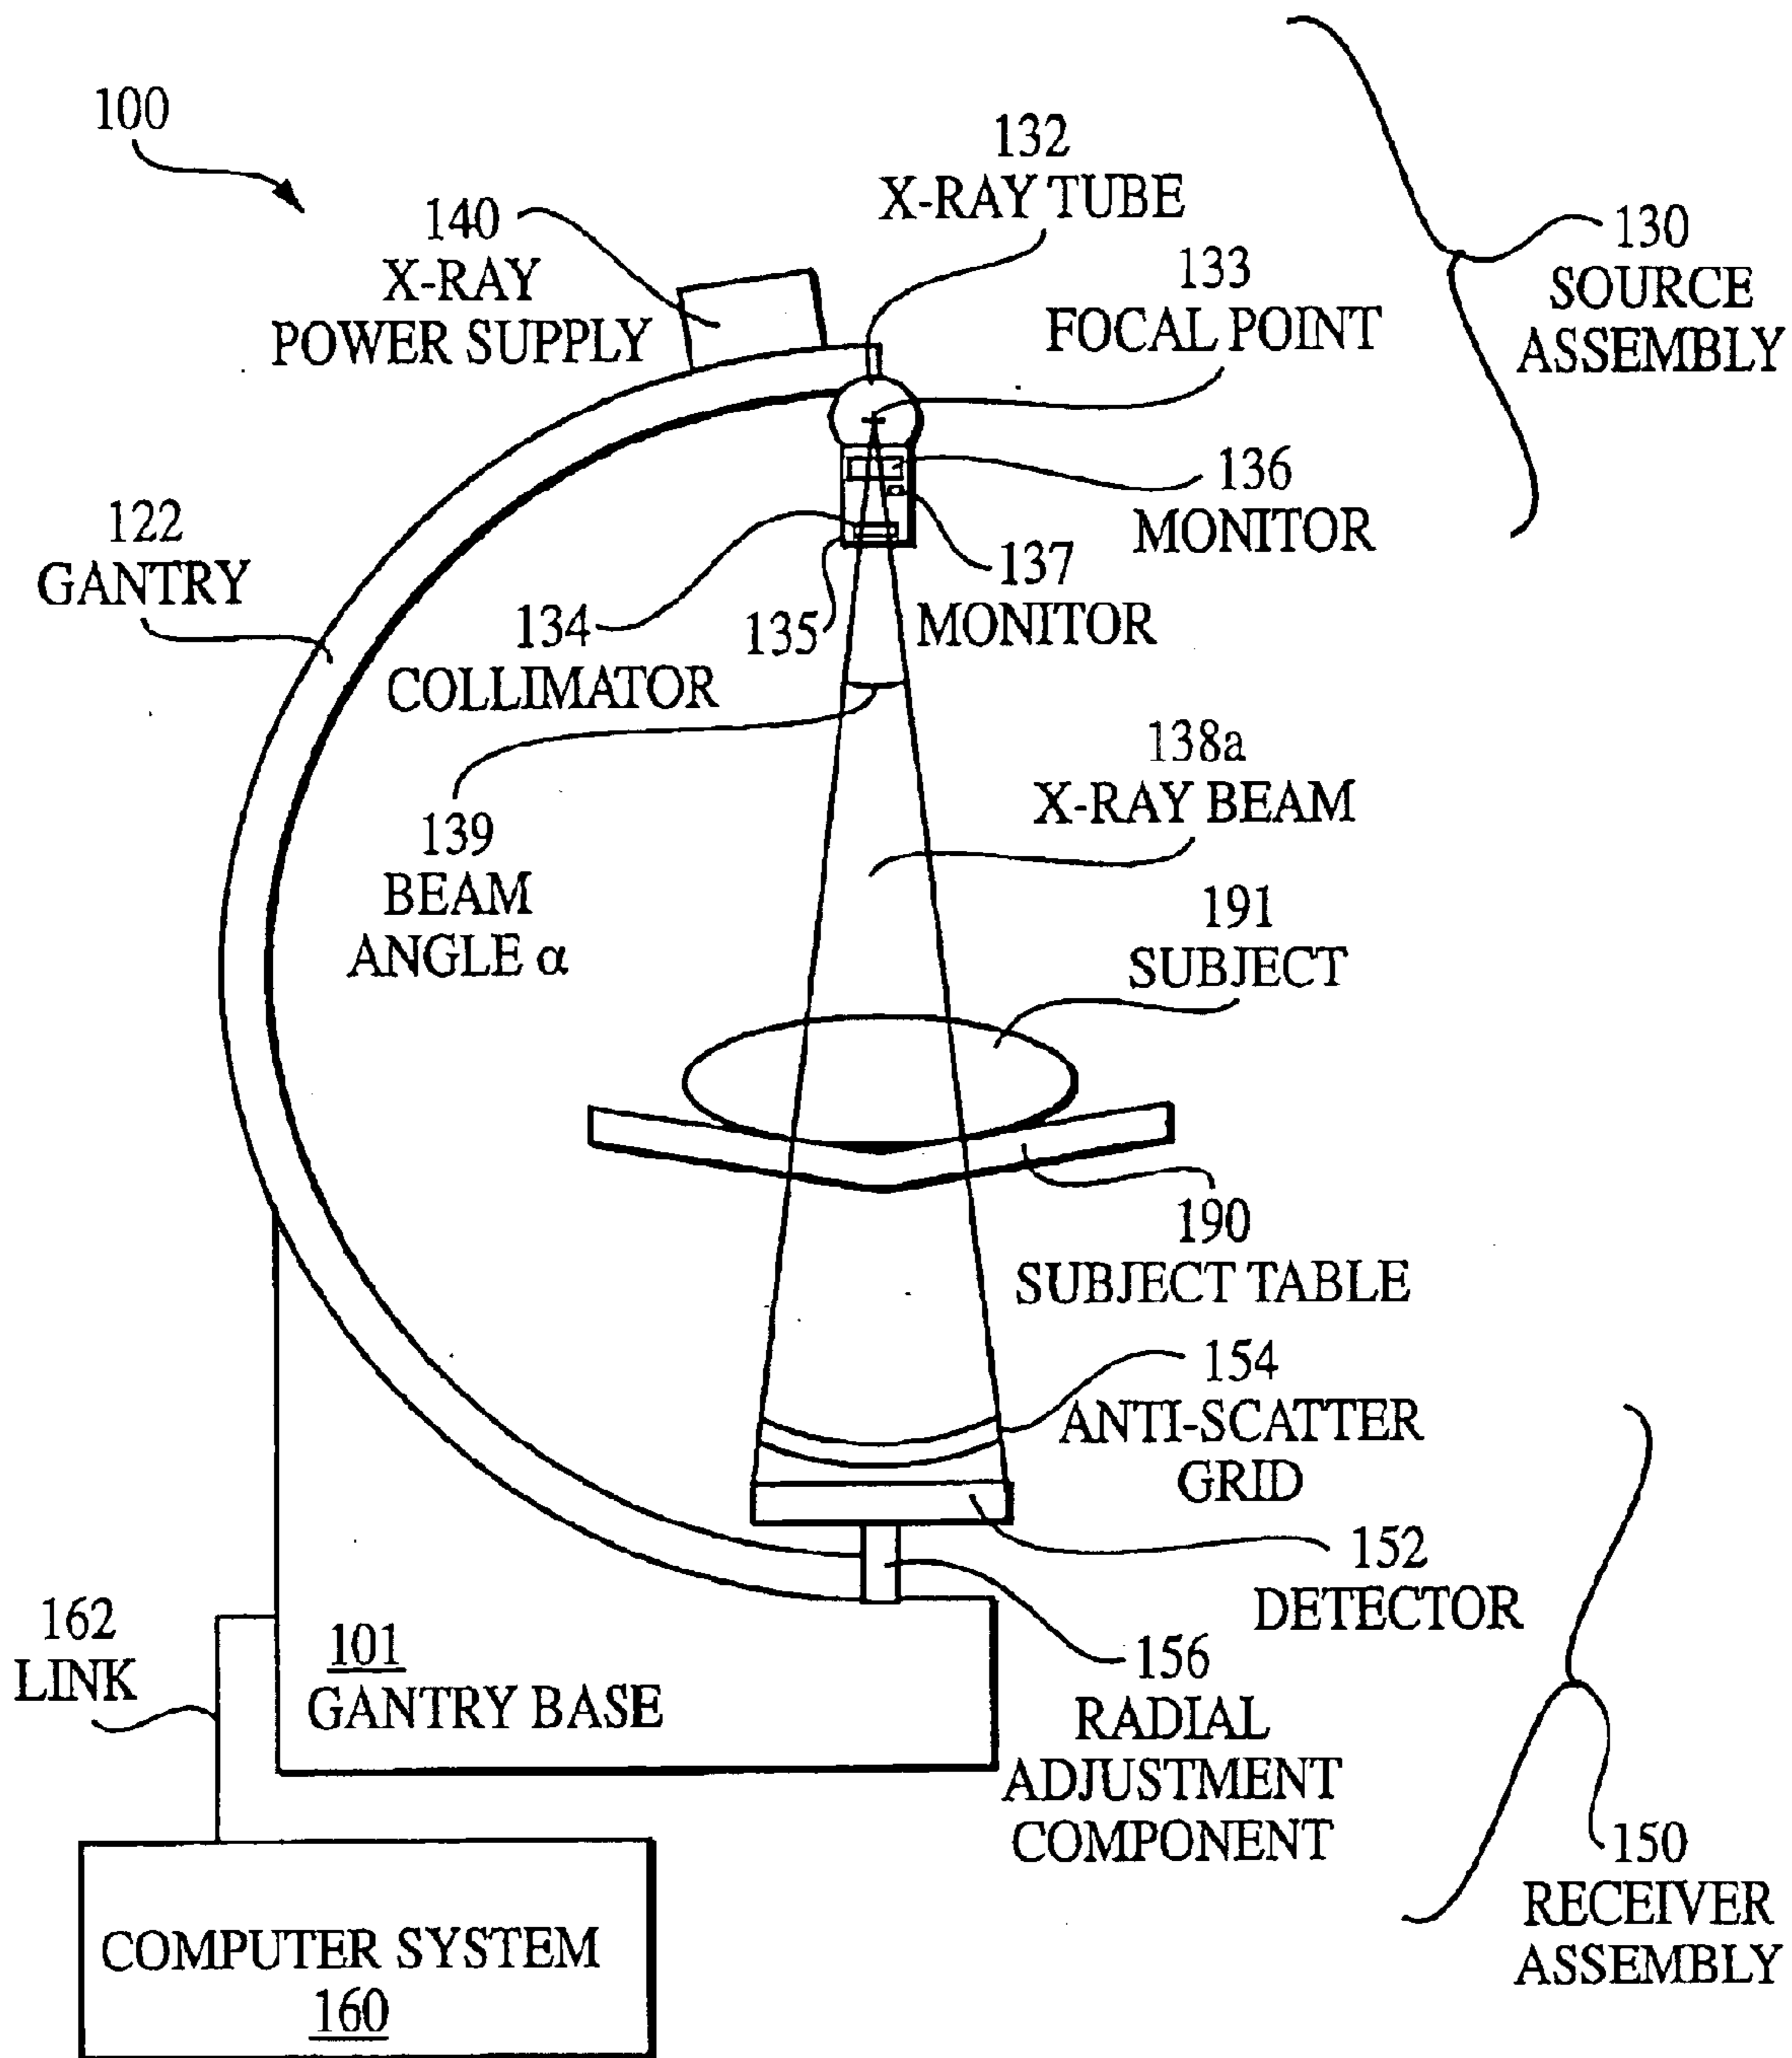 100
132
X-RAY TUBE
140
X-RAY
POWER SUPPLY
133
FOCAL POINT
130
SOURCE
ASSEMBLY
136
MONITOR
122
GANTRY
137
MONITOR
134
COLLIMATOR
135
138a
X-RAY BEAM
139
BEAM
ANGLE α
191
SUBJECT
190
SUBJECT TABLE
154
ANTI-SCATTER
GRID
152
DETECTOR
162
LINK
101
GANTRY BASE
156
RADIAL
ADJUSTMENT
COMPONENT
150
RECEIVER
ASSEMBLY
COMPUTER SYSTEM
160